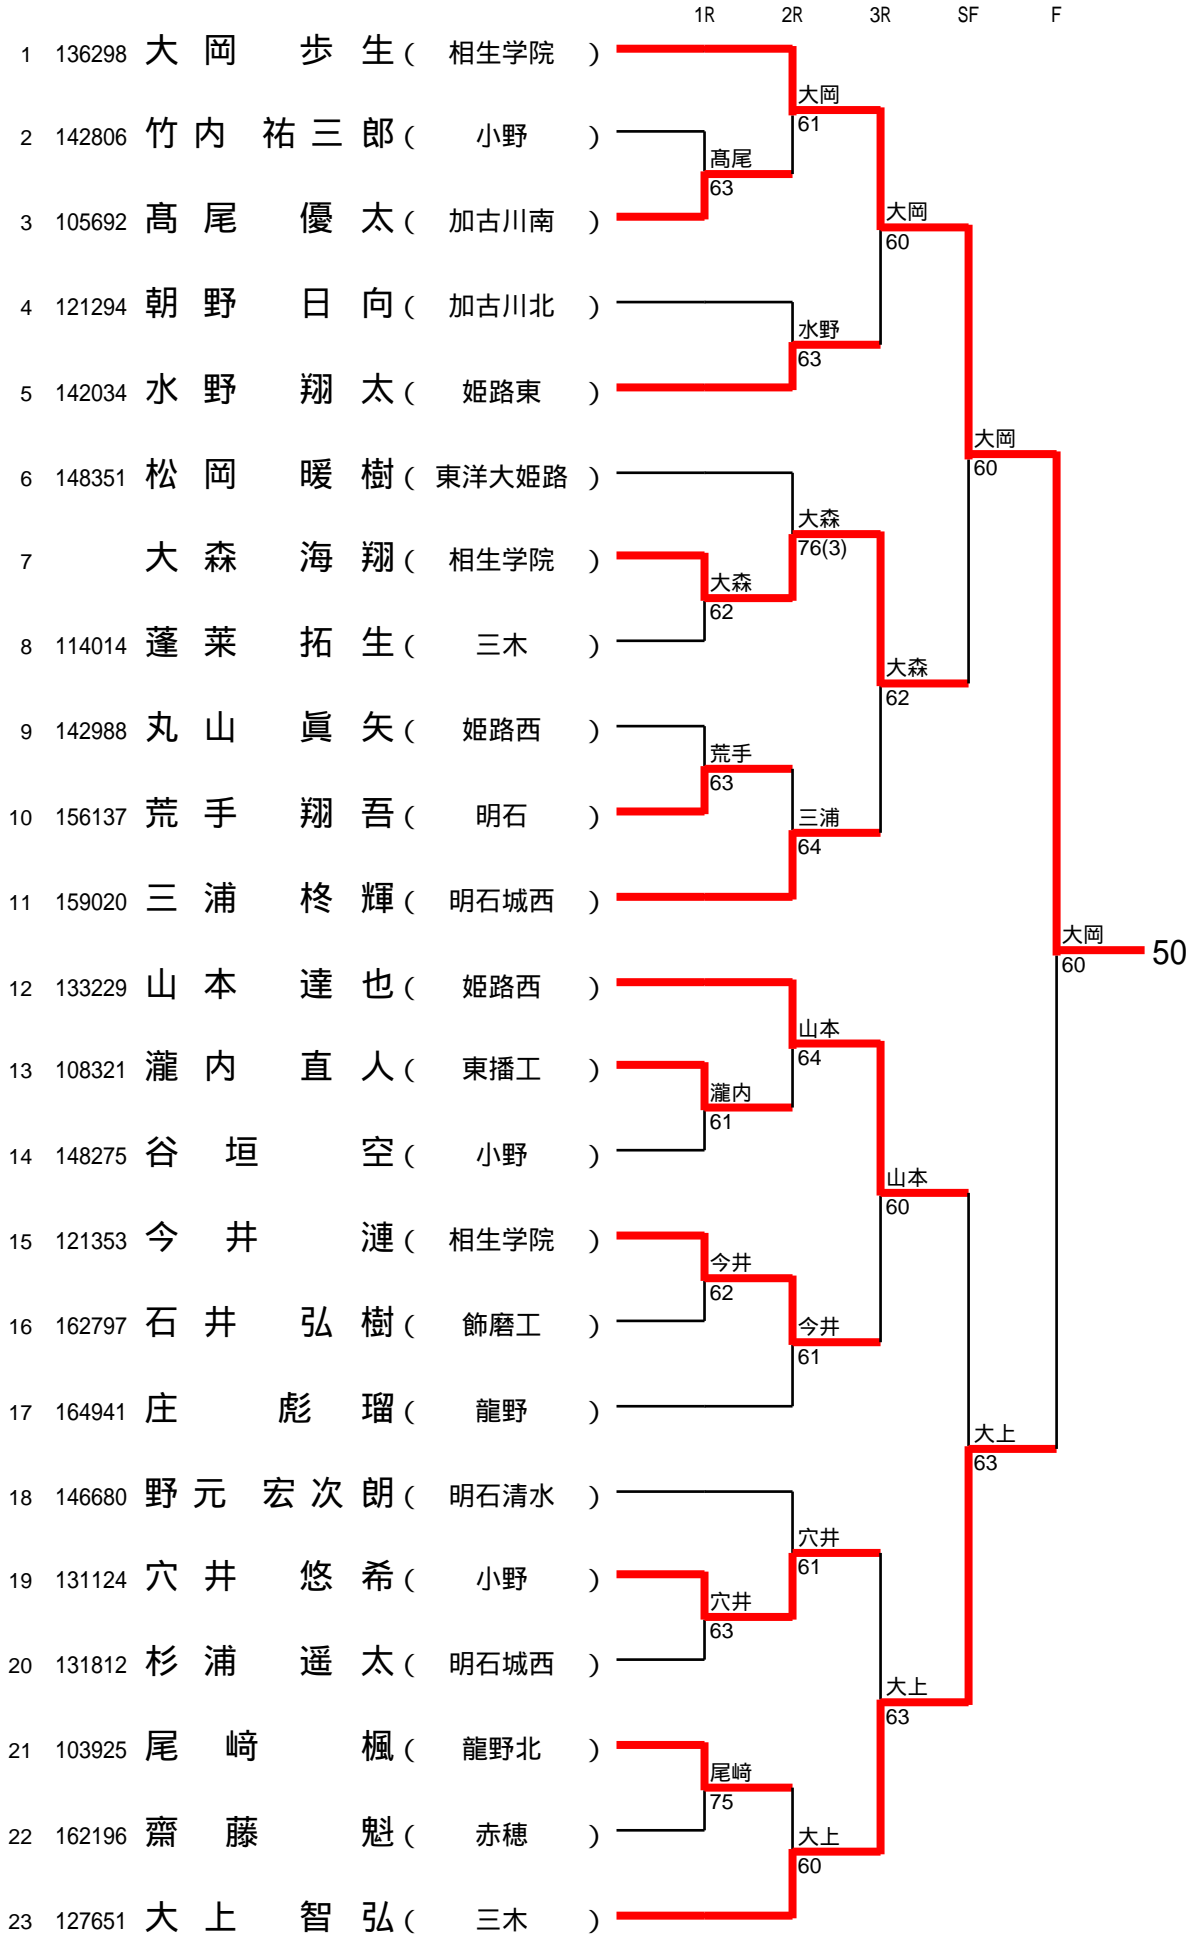 1R 2R 3R SF F
1 136298 大岡 歩生 ( 相生学院 )
大岡
61
2 142806 竹内 祐三郎 ( 小野 )
髙尾
63
3 105692 髙尾 優太 ( 加古川南 )
大岡
60
4 121294 朝野 日向 ( 加古川北 )
水野
63
5 142034 水野 翔太 ( 姫路東 )
大岡
60
6 148351 松岡 暖樹 ( 東洋大姫路 )
大森
76(3)
7 大森 海翔 ( 相生学院 )
大森
62
8 114014 蓬莱 拓生 ( 三木 )
大森
62
9 142988 丸山 眞矢 ( 姫路西 )
荒手
63
10 156137 荒手 翔吾 ( 明石 )
三浦
64
11 159020 三浦 柊輝 ( 明石城西 )
大岡
60
50
12 133229 山本 達也 ( 姫路西 )
山本
64
13 108321 瀧内 直人 ( 東播工 )
瀧内
61
14 148275 谷垣 空 ( 小野 )
山本
60
15 121353 今井 漣 ( 相生学院 )
今井
62
16 162797 石井 弘樹 ( 飾磨工 )
今井
61
17 164941 庄 彪瑠 ( 龍野 )
大上
63
18 146680 野元 宏次朗 ( 明石清水 )
穴井
61
19 131124 穴井 悠希 ( 小野 )
穴井
63
20 131812 杉浦 遥太 ( 明石城西 )
大上
63
21 103925 尾﨑 楓 ( 龍野北 )
尾﨑
75
22 162196 齋藤 魁 ( 赤穂 )
大上
60
23 127651 大上 智弘 ( 三木 )